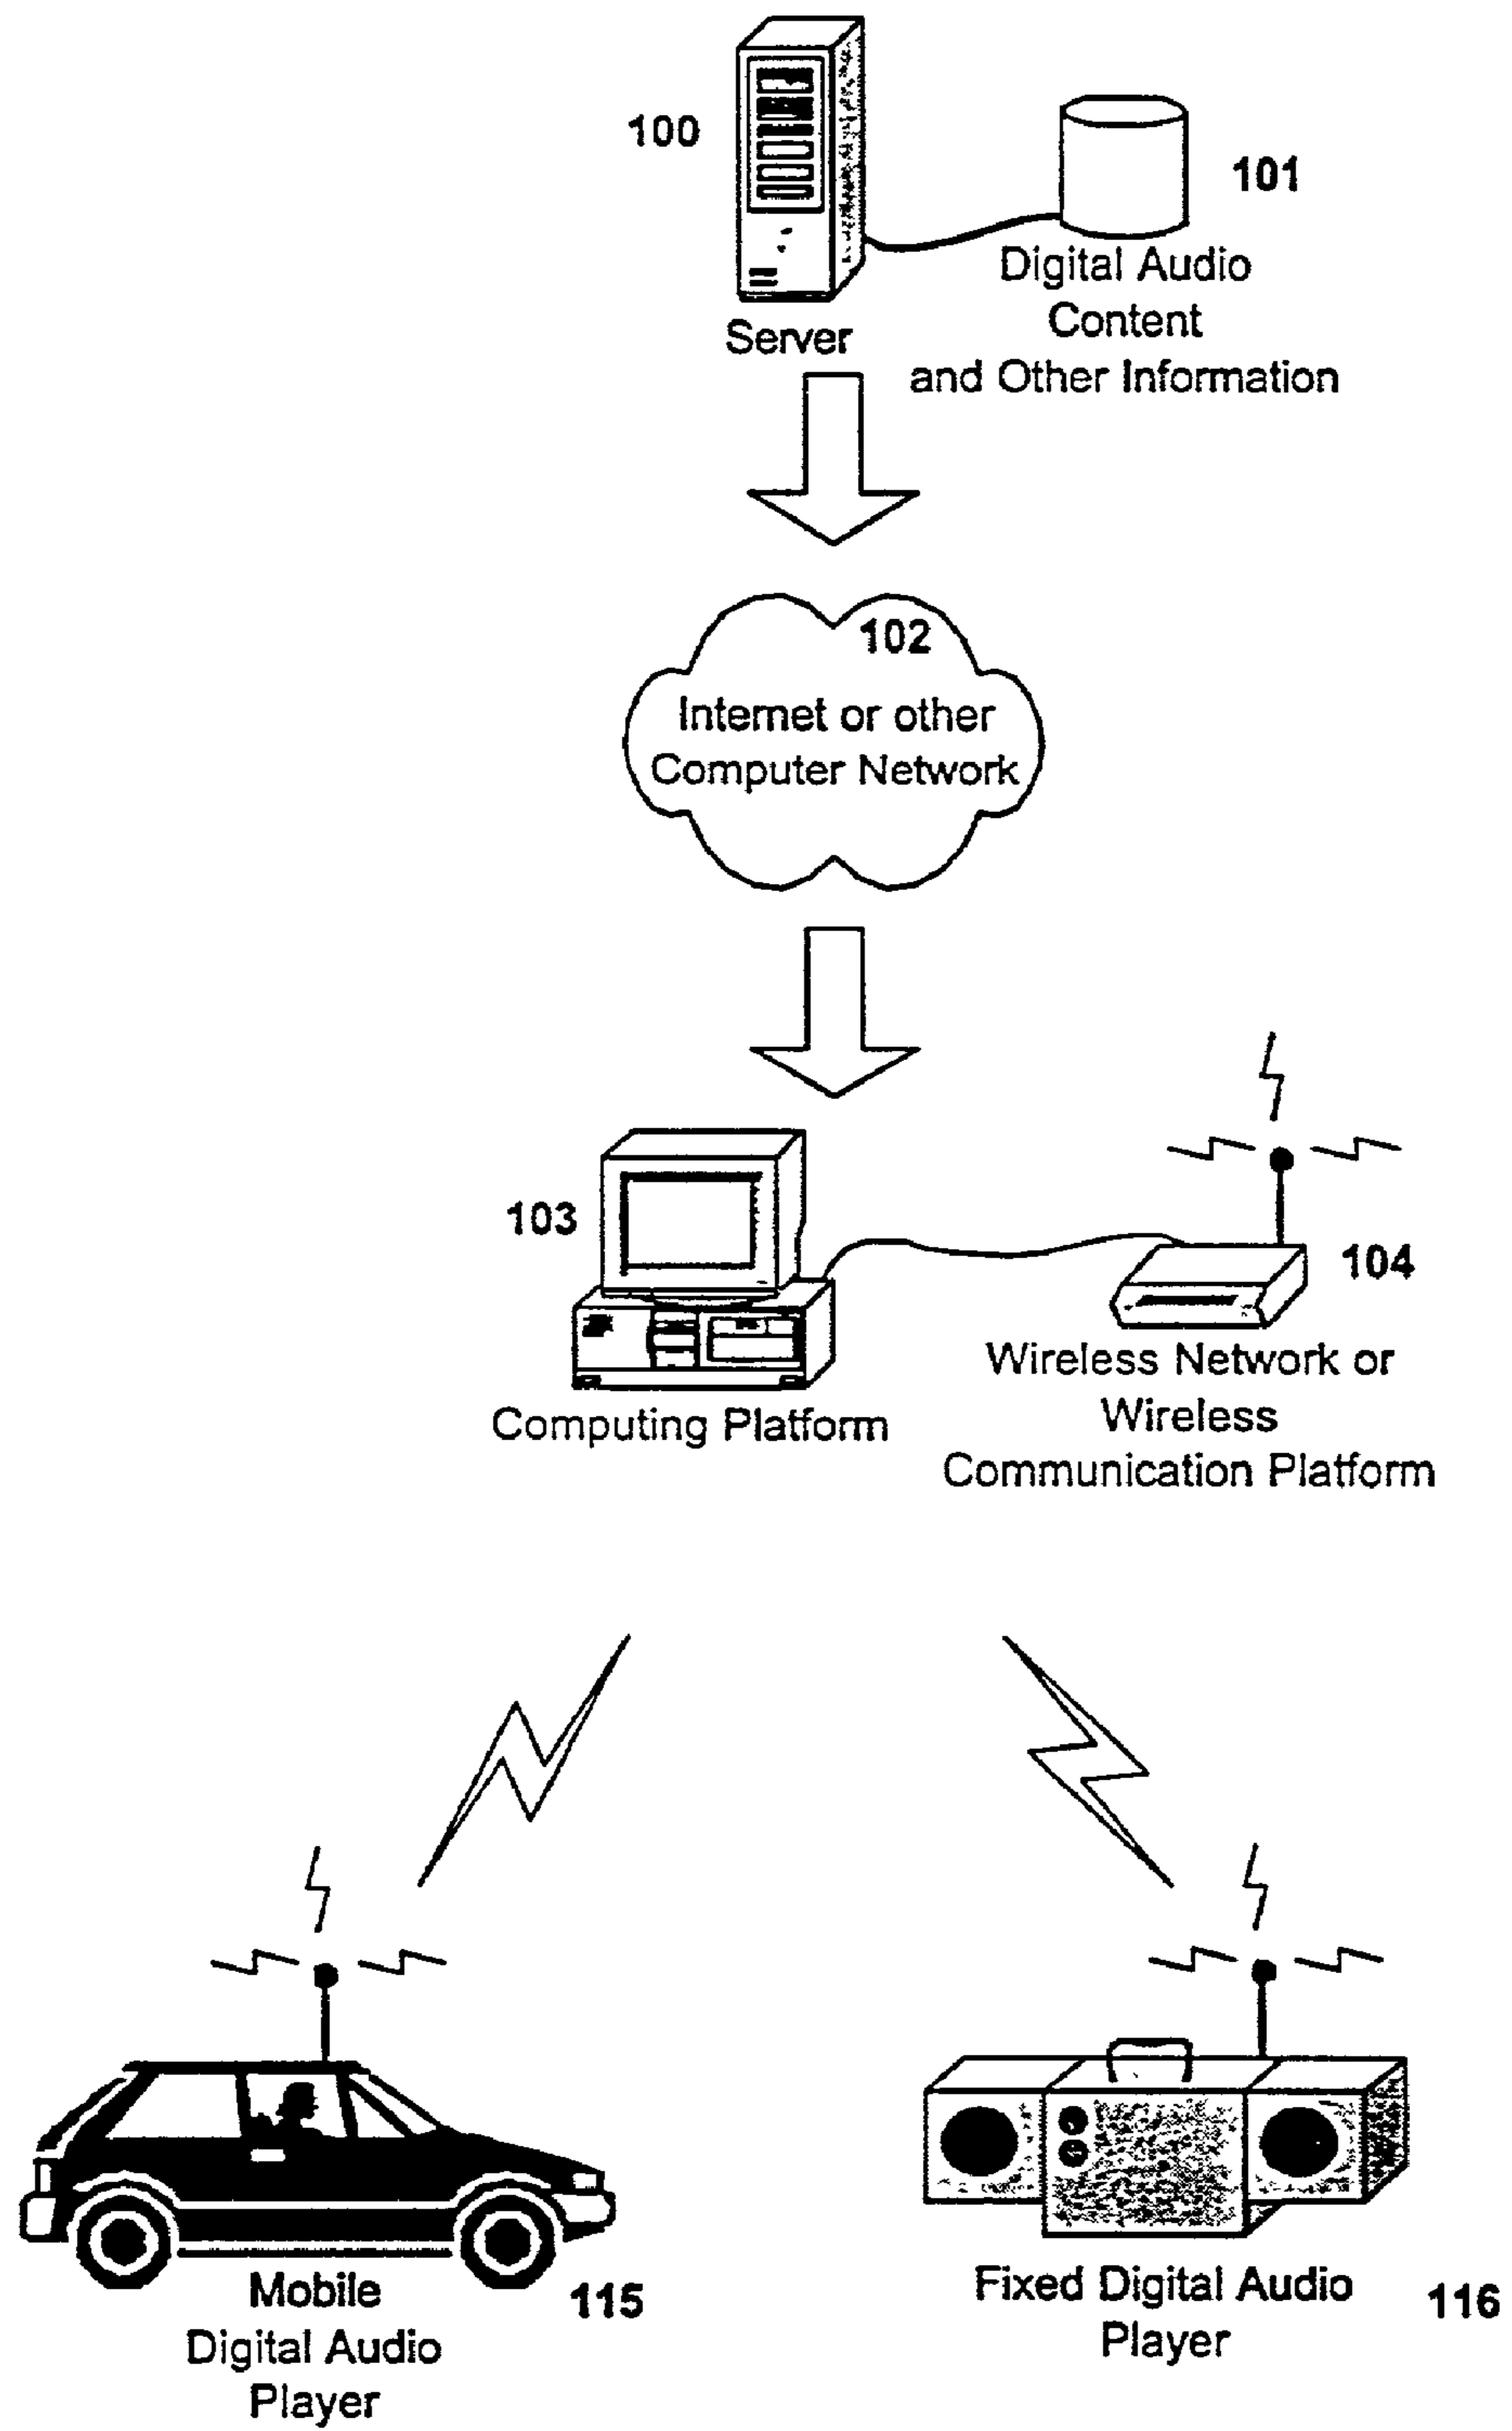 100
101
Digital Audio
Content
and Other Information
Server
102
Internet or other
Computer Network
103
104
Computing Platform
Wireless Network or
Wireless
Communication Platform
Mobile
Digital Audio
Player
115
Fixed Digital Audio
Player
116